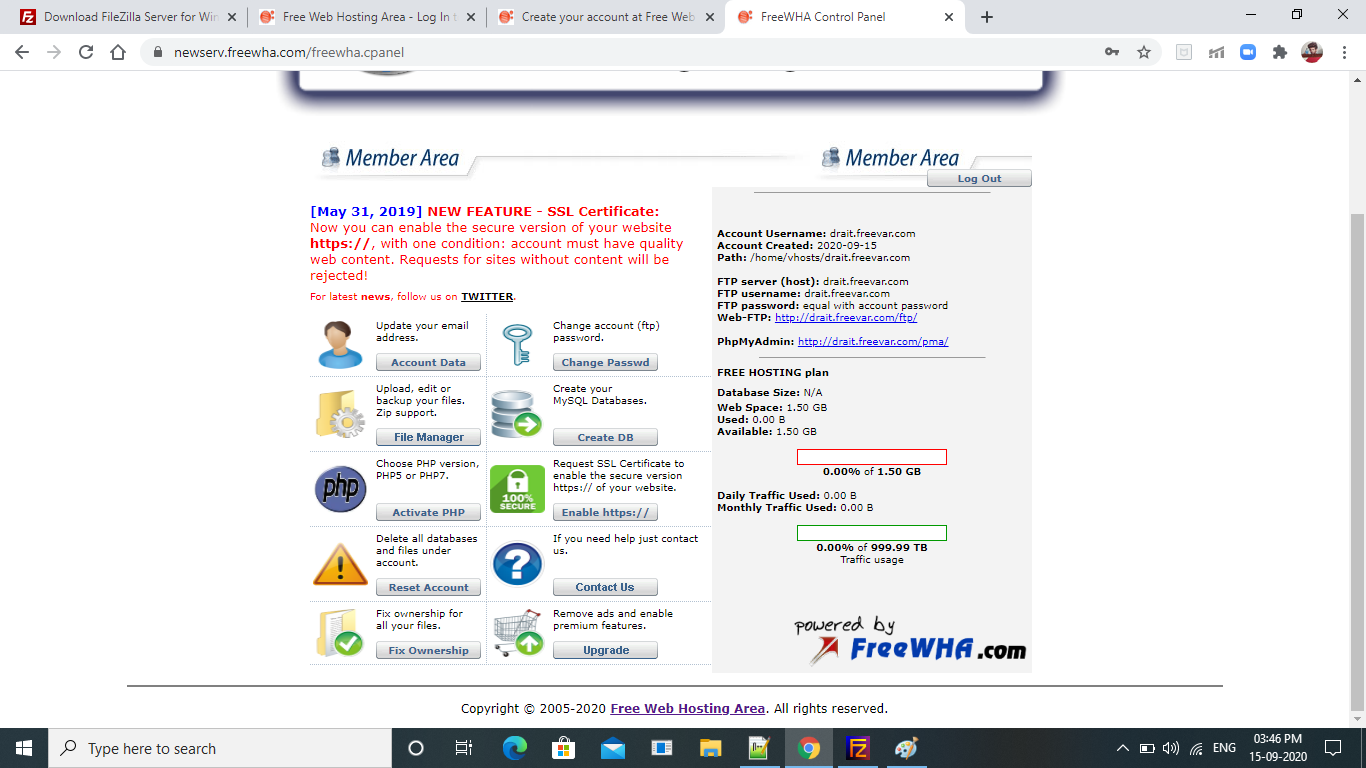 Download FileZilla Server for Win
Free Web Hosting Area - Log In t
Create your account at Free Web
FreeWHA Control Panel
newserv.freewha.com/freewha.cpanel
Member Area
Member Area
Log Out
[May 31, 2019] NEW FEATURE - SSL Certificate:
Now you can enable the secure version of your website
https://, with one condition: account must have quality
web content. Requests for sites without content will be
rejected!
For latest news, follow us on TWITTER.
Update your email
address.
Account Data
Change account (ftp)
password.
Change Passwd
Upload, edit or
backup your files.
Zip support.
File Manager
Create your
MySQL Databases.
Create DB
php
Choose PHP version,
PHP5 or PHP7.
Activate PHP
100%
SECURE
Request SSL Certificate to
enable the secure version
https:// of your website.
Enable https://
Delete all databases
and files under
account.
Reset Account
If you need help just contact
us.
Contact Us
Fix ownership for
all your files.
Fix Ownership
Remove ads and enable
premium features.
Upgrade
Account Username: drait.freevar.com
Account Created: 2020-09-15
Path: /home/vhosts/drait.freevar.com
FTP server (host): drait.freevar.com
FTP username: drait.freevar.com
FTP password: equal with account password
Web-FTP: http://drait.freevar.com/ftp/
PhpMyAdmin: http://drait.freevar.com/pma/
FREE HOSTING plan
Database Size: N/A
Web Space: 1.50 GB
Used: 0.00 B
Available: 1.50 GB
0.00% of 1.50 GB
Daily Traffic Used: 0.00 B
Monthly Traffic Used: 0.00 B
0.00% of 999.99 TB
Traffic usage
powered by
FreeWHA.com
Copyright © 2005-2020 Free Web Hosting Area. All rights reserved.
Type here to search
ENG
03:46 PM
15-09-2020